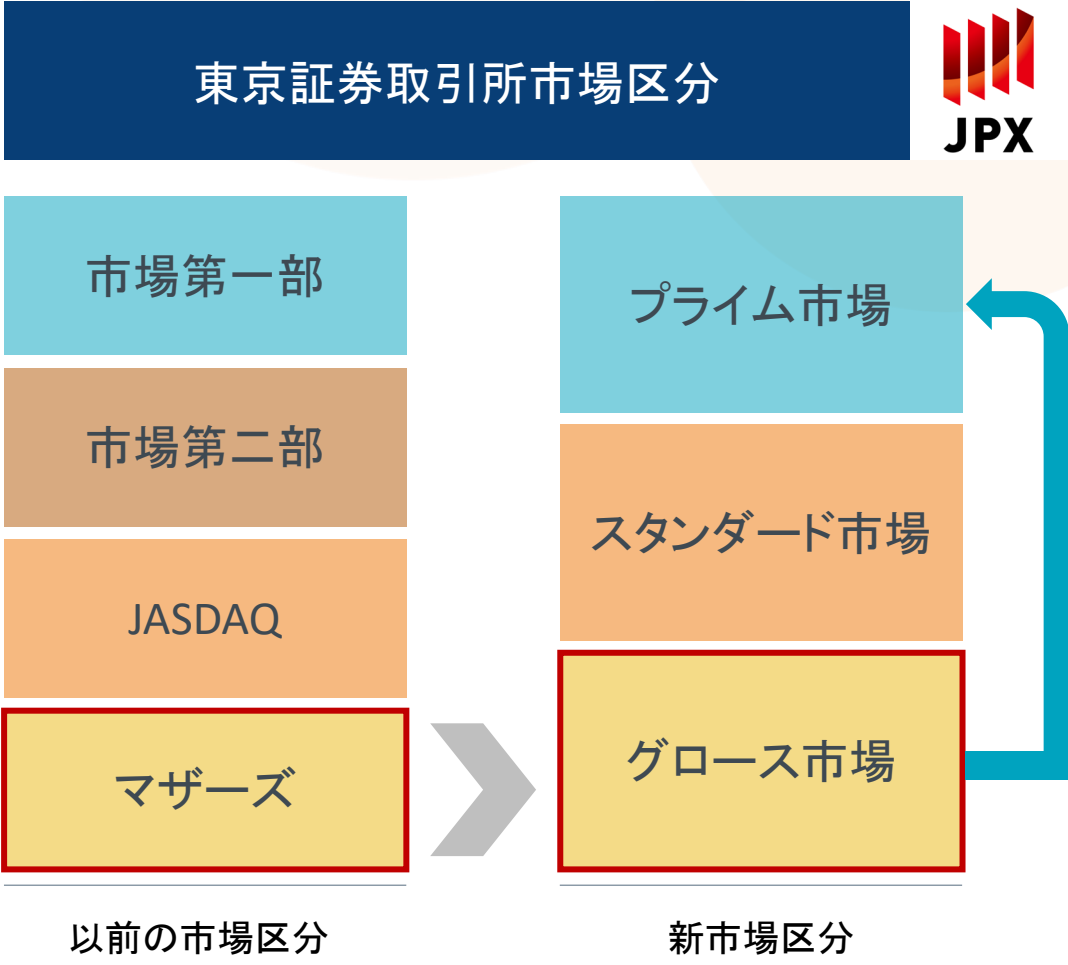 東京証券取引所市場区分
JPX
市場第一部
市場第二部
JASDAQ
マザーズ
以前の市場区分
プライム市場
スタンダード市場
グロース市場
新市場区分